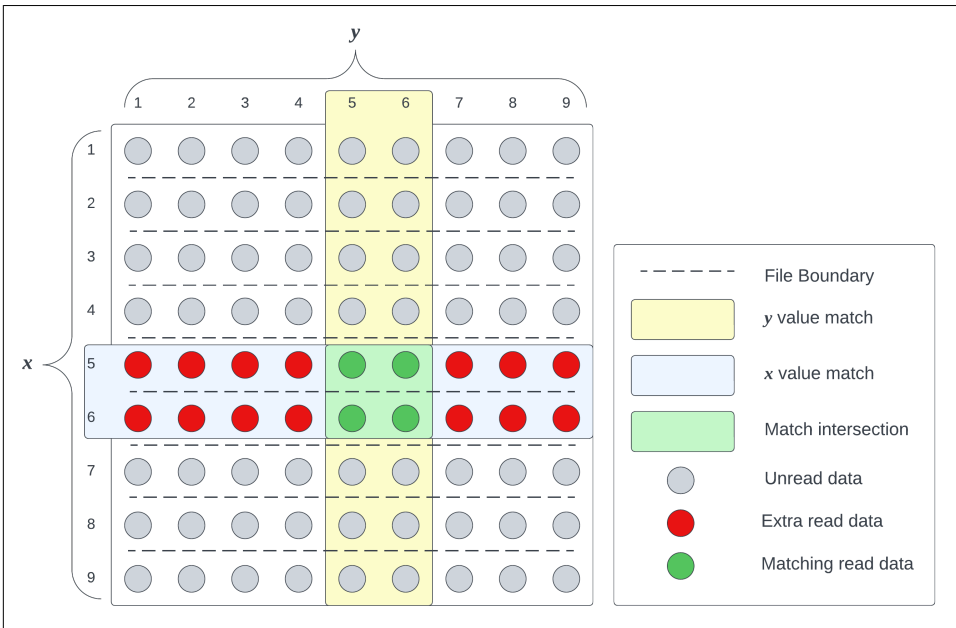 y
1 2 3 4 5 6 7 8 9
1
2
3
4
x
5
6
7
8
9
File Boundary
y value match
x value match
Match intersection
Unread data
Extra read data
Matching read data